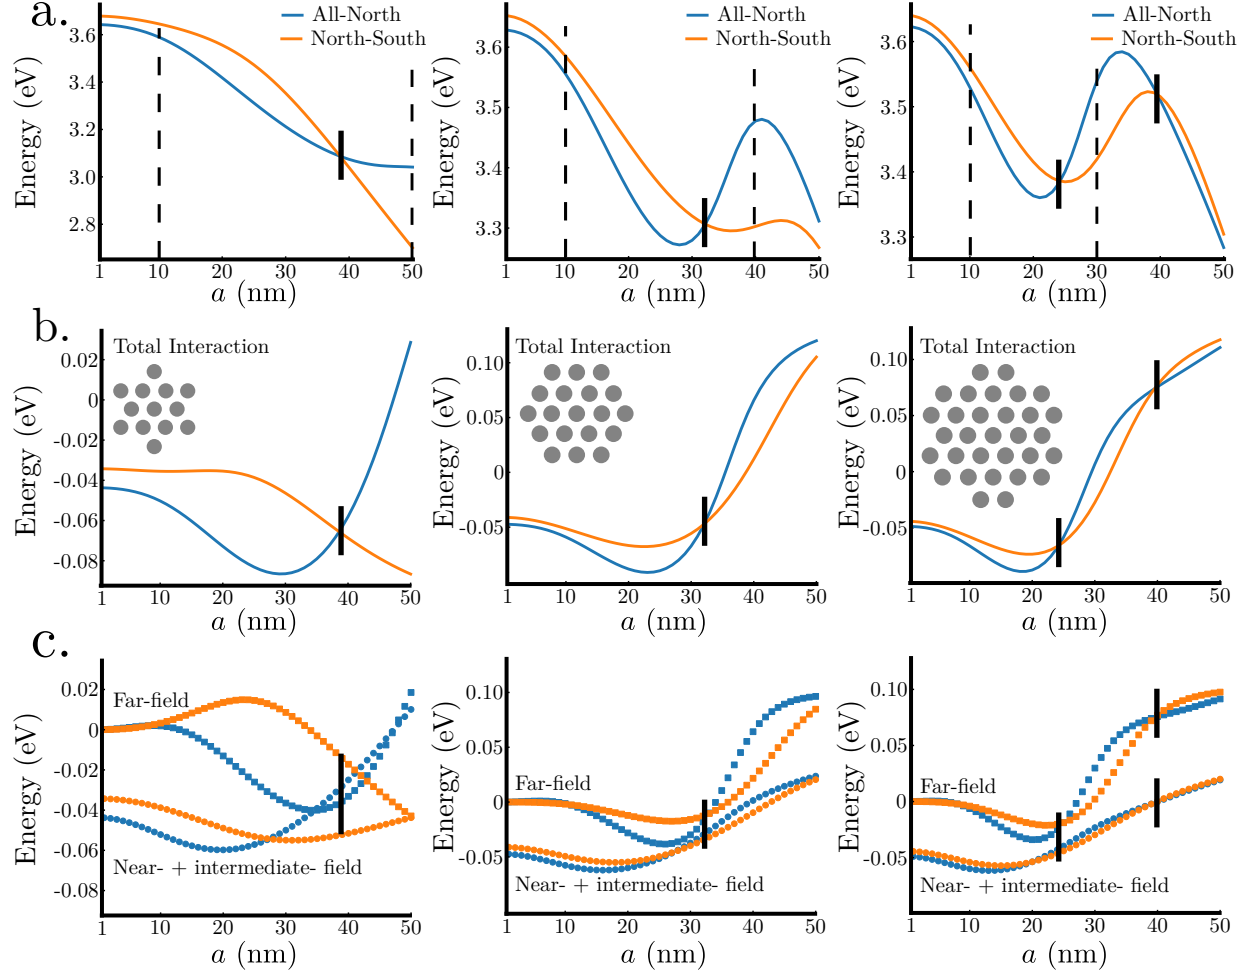 a.
All-North
North-South
Energy (eV)
3.6
3.4
3.2
3.0
2.8
1 10 20 30 40 50
a (nm)
All-North
North-South
Energy (eV)
3.6
3.5
3.4
3.3
1 10 20 30 40 50
a (nm)
All-North
North-South
Energy (eV)
3.6
3.5
3.4
3.3
1 10 20 30 40 50
a (nm)
b.
Total Interaction
Energy (eV)
0.02
0
-0.02
-0.04
-0.06
-0.08
1 10 20 30 40 50
a (nm)
Total Interaction
Energy (eV)
0.10
0.05
0
-0.05
1 10 20 30 40 50
a (nm)
Total Interaction
Energy (eV)
0.10
0.05
0
-0.05
1 10 20 30 40 50
a (nm)
c.
Far-field
Near- + intermediate- field
Energy (eV)
0.02
0
-0.02
-0.04
-0.06
-0.08
1 10 20 30 40 50
a (nm)
Far-field
Near- + intermediate- field
Energy (eV)
0.10
0.05
0
-0.05
1 10 20 30 40 50
a (nm)
Far-field
Near- + intermediate- field
Energy (eV)
0.10
0.05
0
-0.05
1 10 20 30 40 50
a (nm)